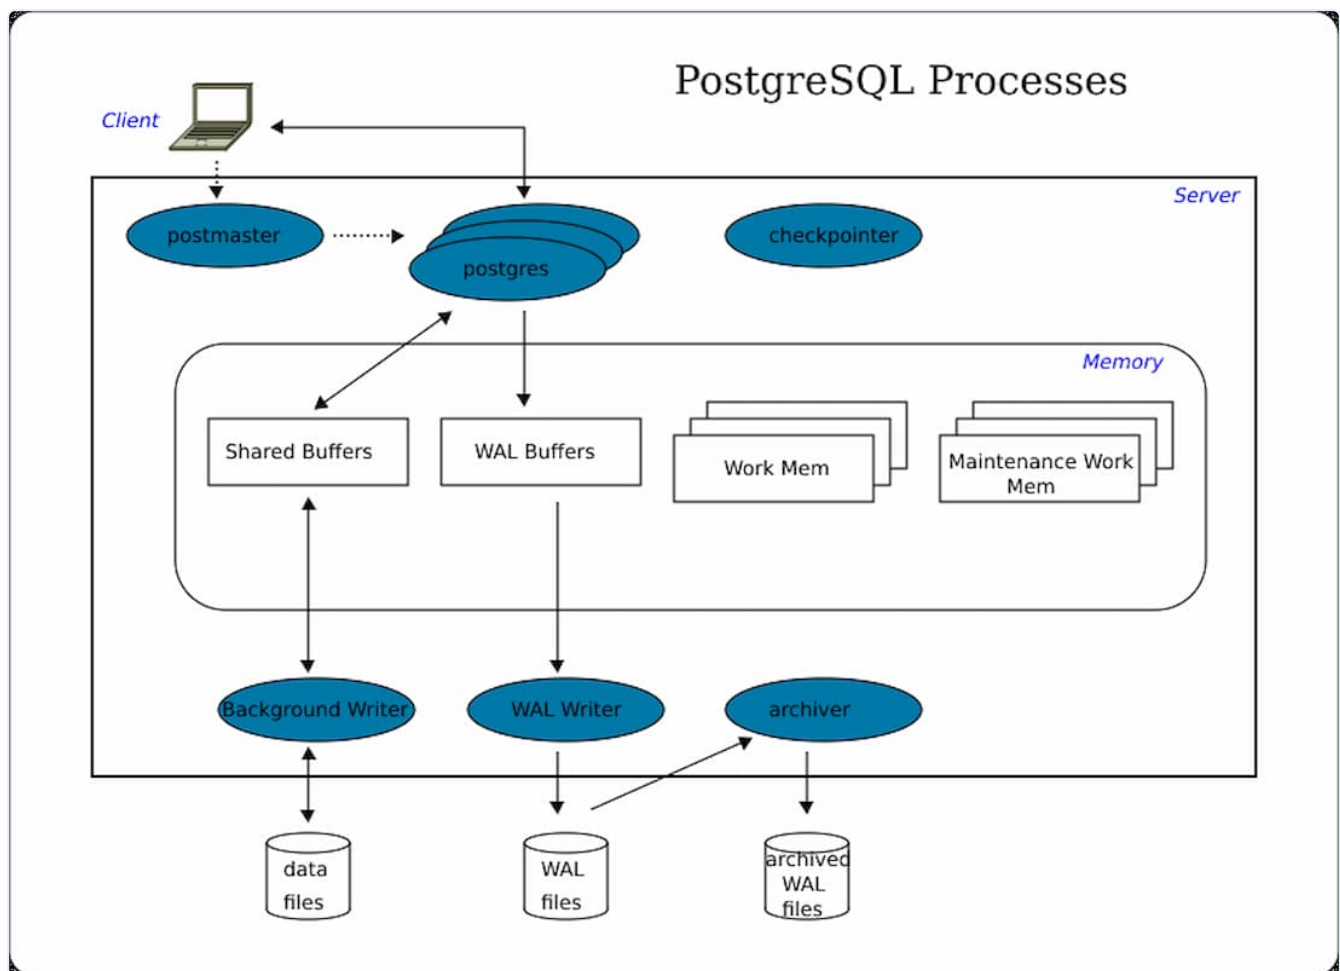 PostgreSQL Processes
Client
Server
postmaster
checkpointer
postgres
Memory
Shared Buffers
WAL Buffers
Work Mem
Maintenance Work
Mem
Background Writer
WAL Writer
archiver
data
files
WAL
files
archived
WAL
files